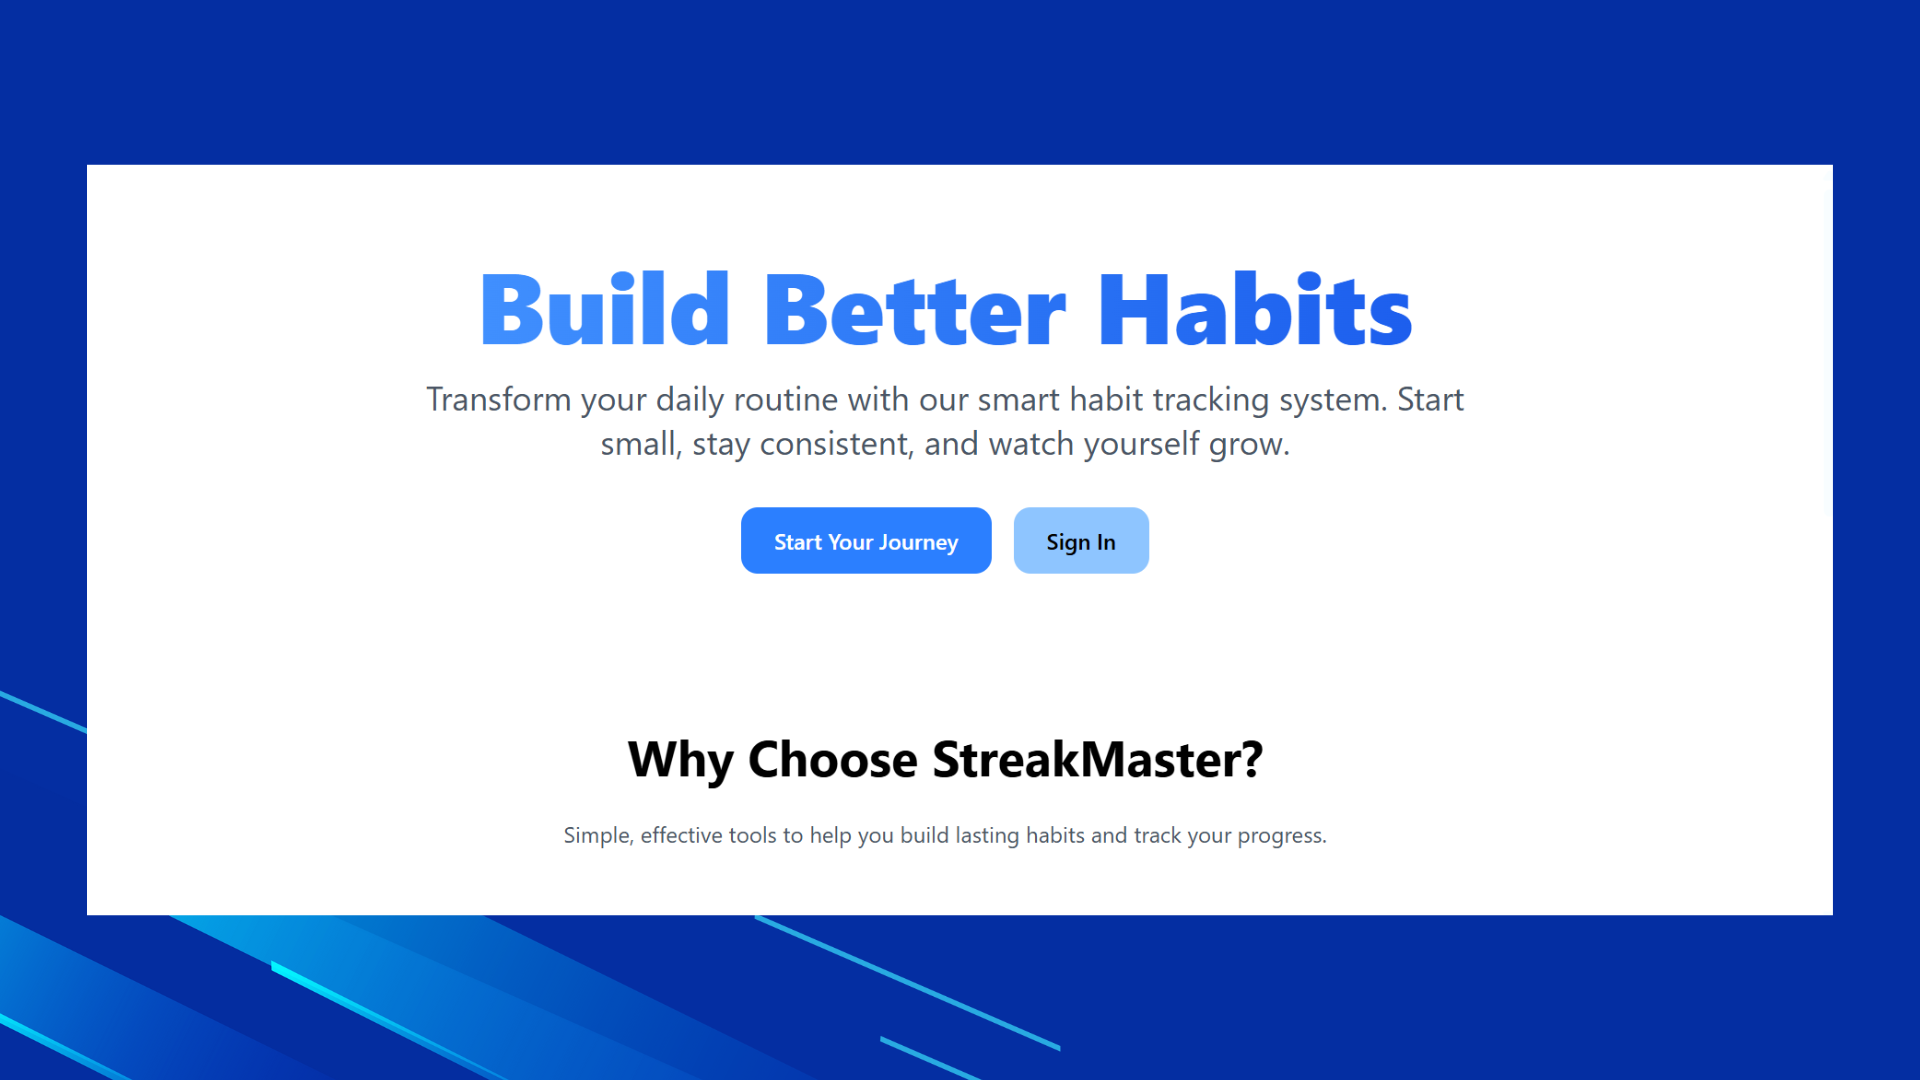 Build Better Habits
Transform your daily routine with our smart habit tracking system. Start
small, stay consistent, and watch yourself grow.
Start Your Journey
Sign In
Why Choose StreakMaster?
Simple, effective tools to help you build lasting habits and track your progress.